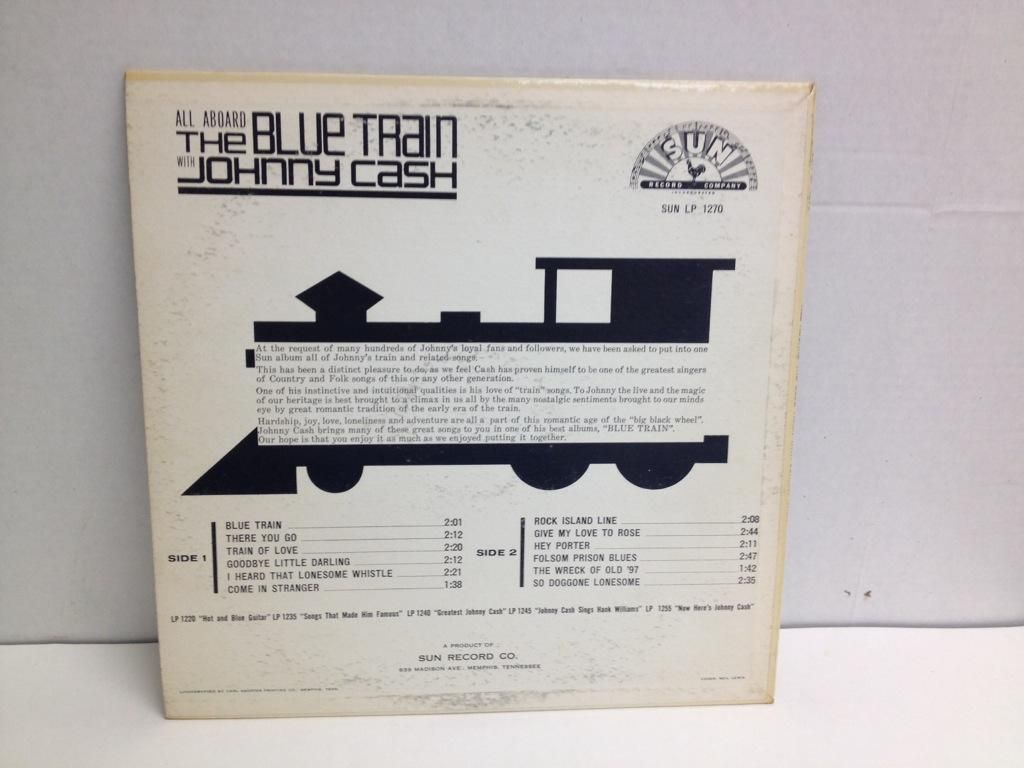 ALL ABOARD
THE BLUE TRAIN
WITH JOHNNY CASH
SUN
RECORD COMPANY
INCORPORATED
SUN LP 1270
At the request of many hundreds of Johnny's loyal fans and followers, we have been asked to put into one
Sun album all of Johnny's train and related songs.
This has been a distinct pleasure to do, as we feel Cash has proven himself to be one of the greatest singers
of Country and Folk songs of this or any other generation.
One of his instinctive and intuitional qualities is his love of "train" songs. To Johnny the live and the magic
of our heritage is best brought to a climax in us all by the many nostalgic sentiments brought to our minds
eye by great romantic tradition of the early era of the train.
Hardship, joy, love, loneliness and adventure are all a part of this romantic age of the "big black wheel".
Johnny Cash brings many of these great songs to you in one of his best albums, "BLUE TRAIN".
Our hope is that you enjoy it as much as we enjoyed putting it together.
SIDE 1
BLUE TRAIN 2:01
THERE YOU GO 2:12
TRAIN OF LOVE 2:20
GOODBYE LITTLE DARLING 2:12
I HEARD THAT LONESOME WHISTLE 2:21
COME IN STRANGER 1:38
SIDE 2
ROCK ISLAND LINE 2:08
GIVE MY LOVE TO ROSE 2:44
HEY PORTER 2:11
FOLSOM PRISON BLUES 2:47
THE WRECK OF OLD '97 1:42
SO DOGGONE LONESOME 2:35
LP 1220 "Hot and Blue Guitar" LP 1235 "Songs That Made Him Famous" LP 1240 "Greatest Johnny Cash" LP 1245 "Johnny Cash Sings Hank Williams" LP 1255 "Now Here's Johnny Cash"
A PRODUCT OF
SUN RECORD CO.
639 MADISON AVE., MEMPHIS, TENNESSEE
LITHOGRAPHED BY PRINTING CO., MEMPHIS, TENN.
COVER: NEIL LEWIS